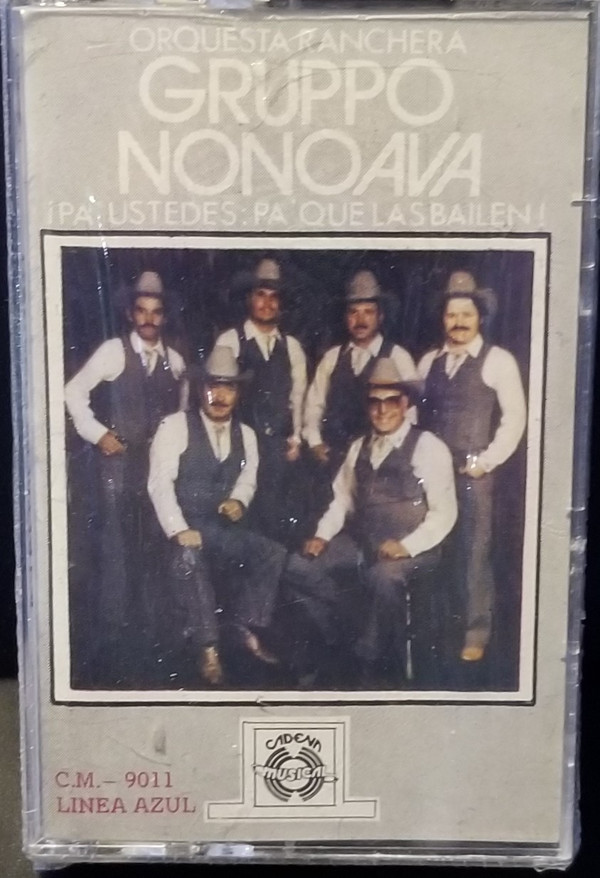 ORQUESTA RANCHERA
GRUPPO
NONOAVA
¡PA' USTEDES: PA' QUE LAS BAILEN!
CADENA
MUSICAL
C.M.- 9011
LINEA AZUL